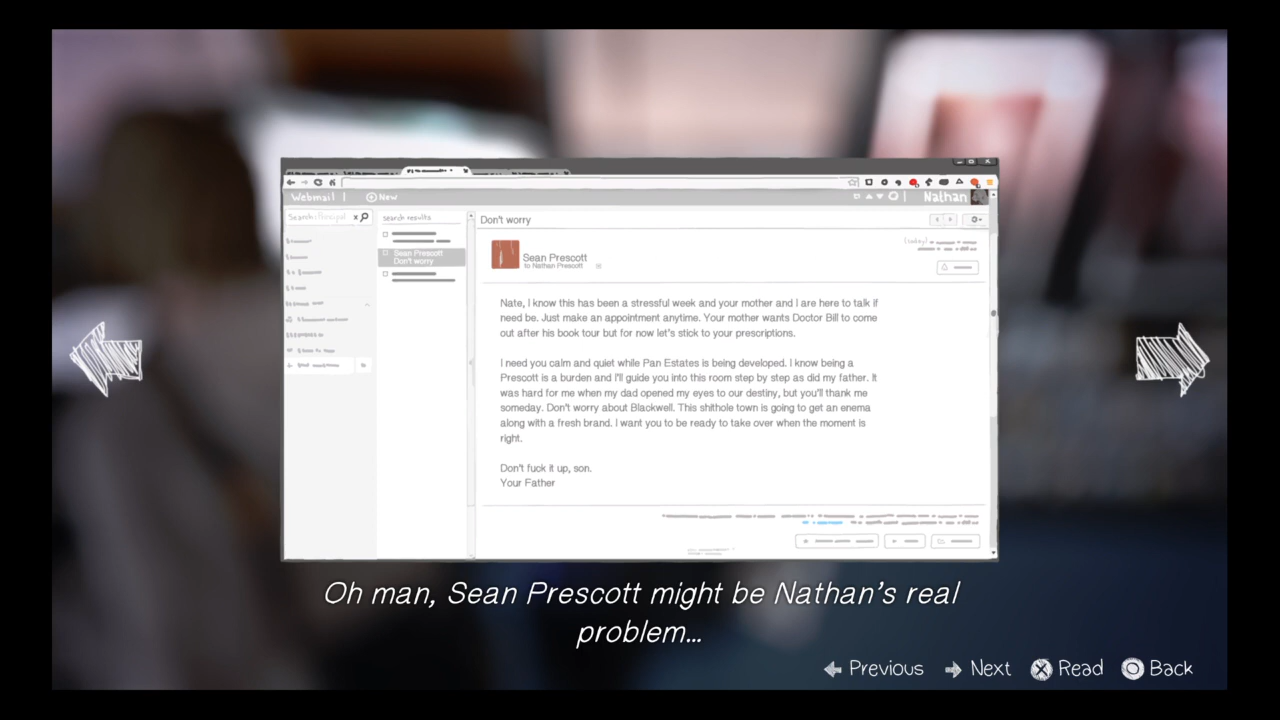 Webmail | New Nathan
Search: Principal x
search results
Don't worry
Sean Prescott
Don't worry
(today)
Sean Prescott
to Nathan Prescott
Nate, I know this has been a stressful week and your mother and I are here to talk if
need be. Just make an appointment anytime. Your mother wants Doctor Bill to come
out after his book tour but for now let's stick to your prescriptions.
I need you calm and quiet while Pan Estates is being developed. I know being a
Prescott is a burden and I'll guide you into this room step by step as did my father. It
was hard for me when my dad opened my eyes to our destiny, but you'll thank me
someday. Don't worry about Blackwell. This shithole town is going to get an enema
along with a fresh brand. I want you to be ready to take over when the moment is
right.
Don't fuck it up, son.
Your Father
Oh man, Sean Prescott might be Nathan's real
problem...
Previous Next Read Back